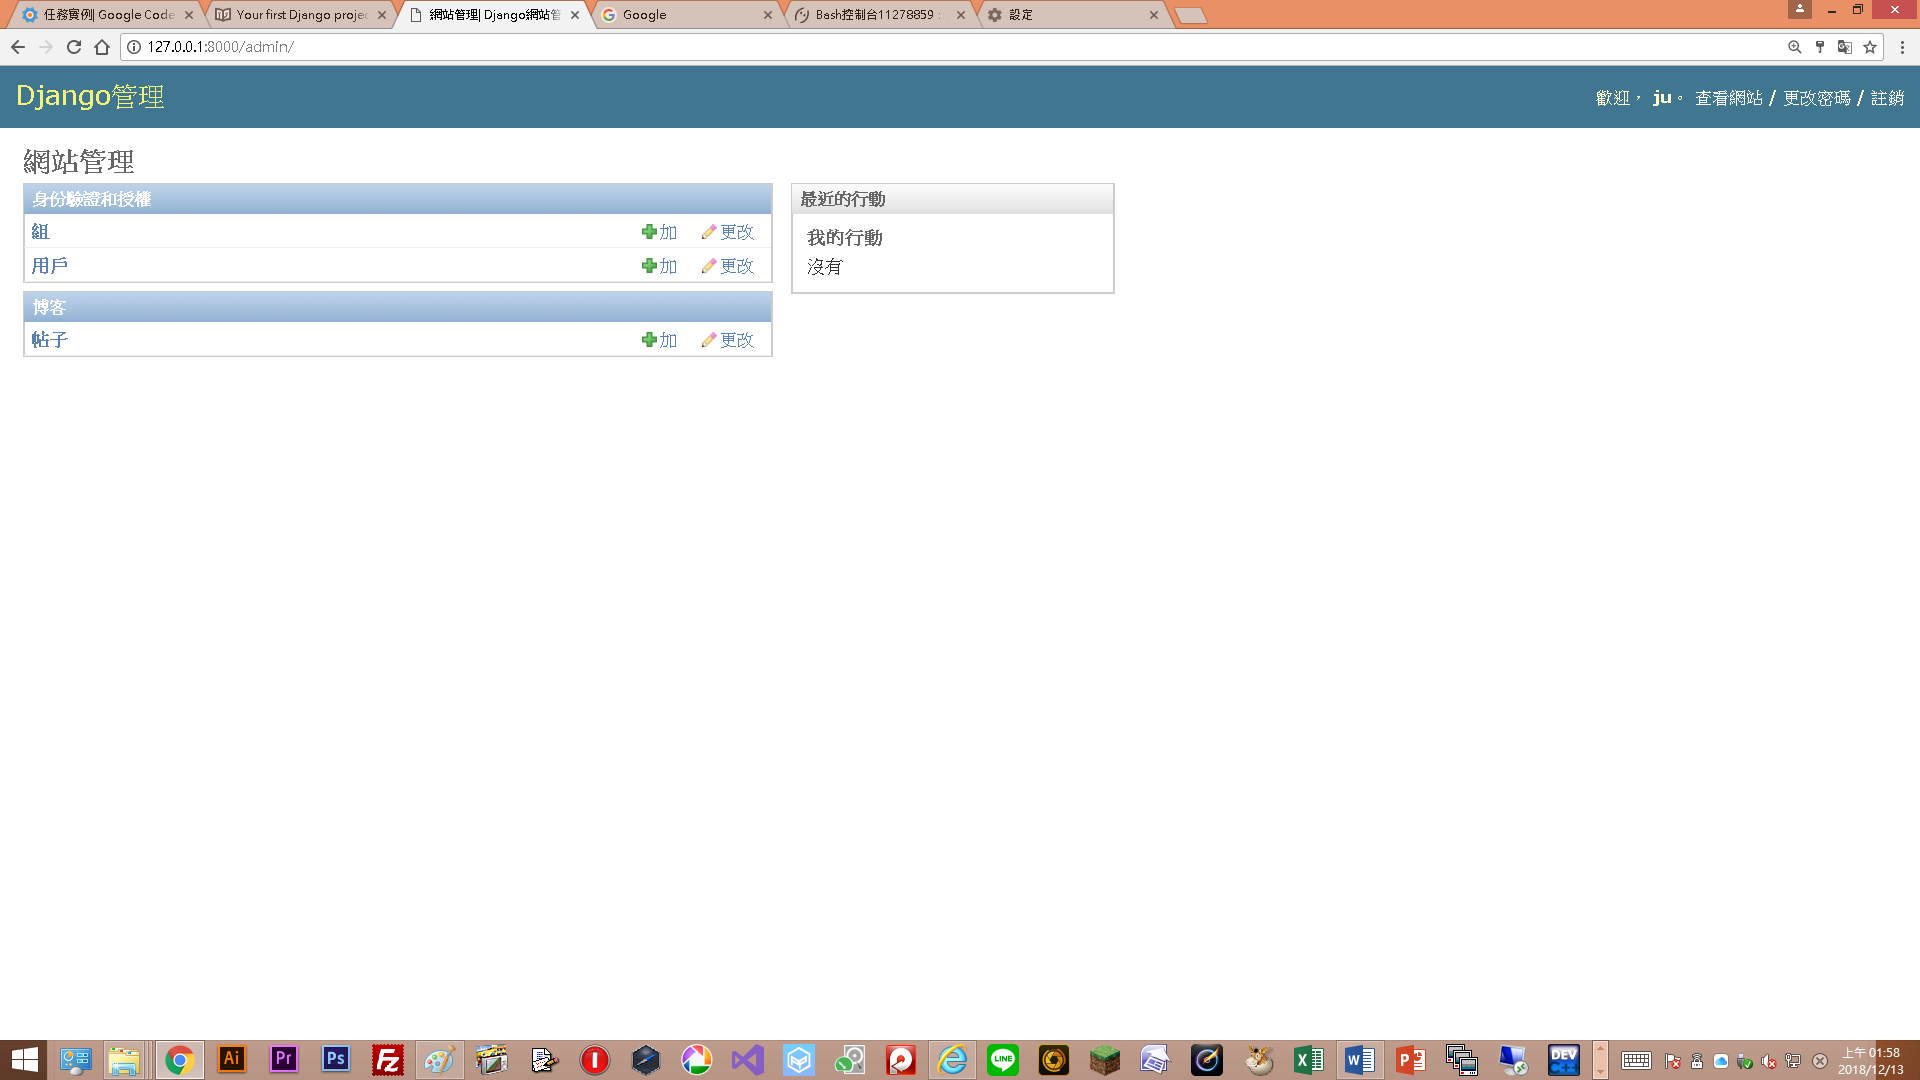 任務實例| Google Code
Your first Django projec
網站管理| Django網站管
Google
Bash控制台11278859 :
設定
127.0.0.1:8000/admin/
Django管理
歡迎， ju。 查看網站 / 更改密碼 / 註銷
網站管理
身份驗證和授權
組 加 更改
用戶 加 更改
博客
帖子 加 更改
最近的行動
我的行動
沒有
Ai
Pr
Ps
Fz
LINE
DEV
C++
上午 01:58
2018/12/13